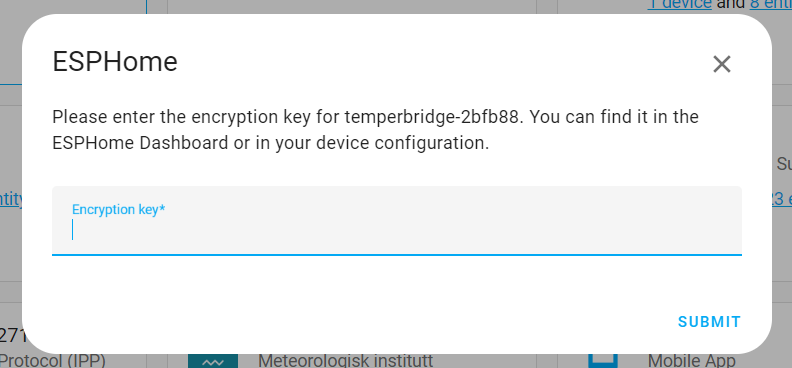 1 device and 8 enti
ESPHome
Please enter the encryption key for temperbridge-2bfb88. You can find it in the
ESPHome Dashboard or in your device configuration.
Su
ntity
23 e
Encryption key*
SUBMIT
271
Protocol (IPP)
Meteorologisk institutt
Mobile App